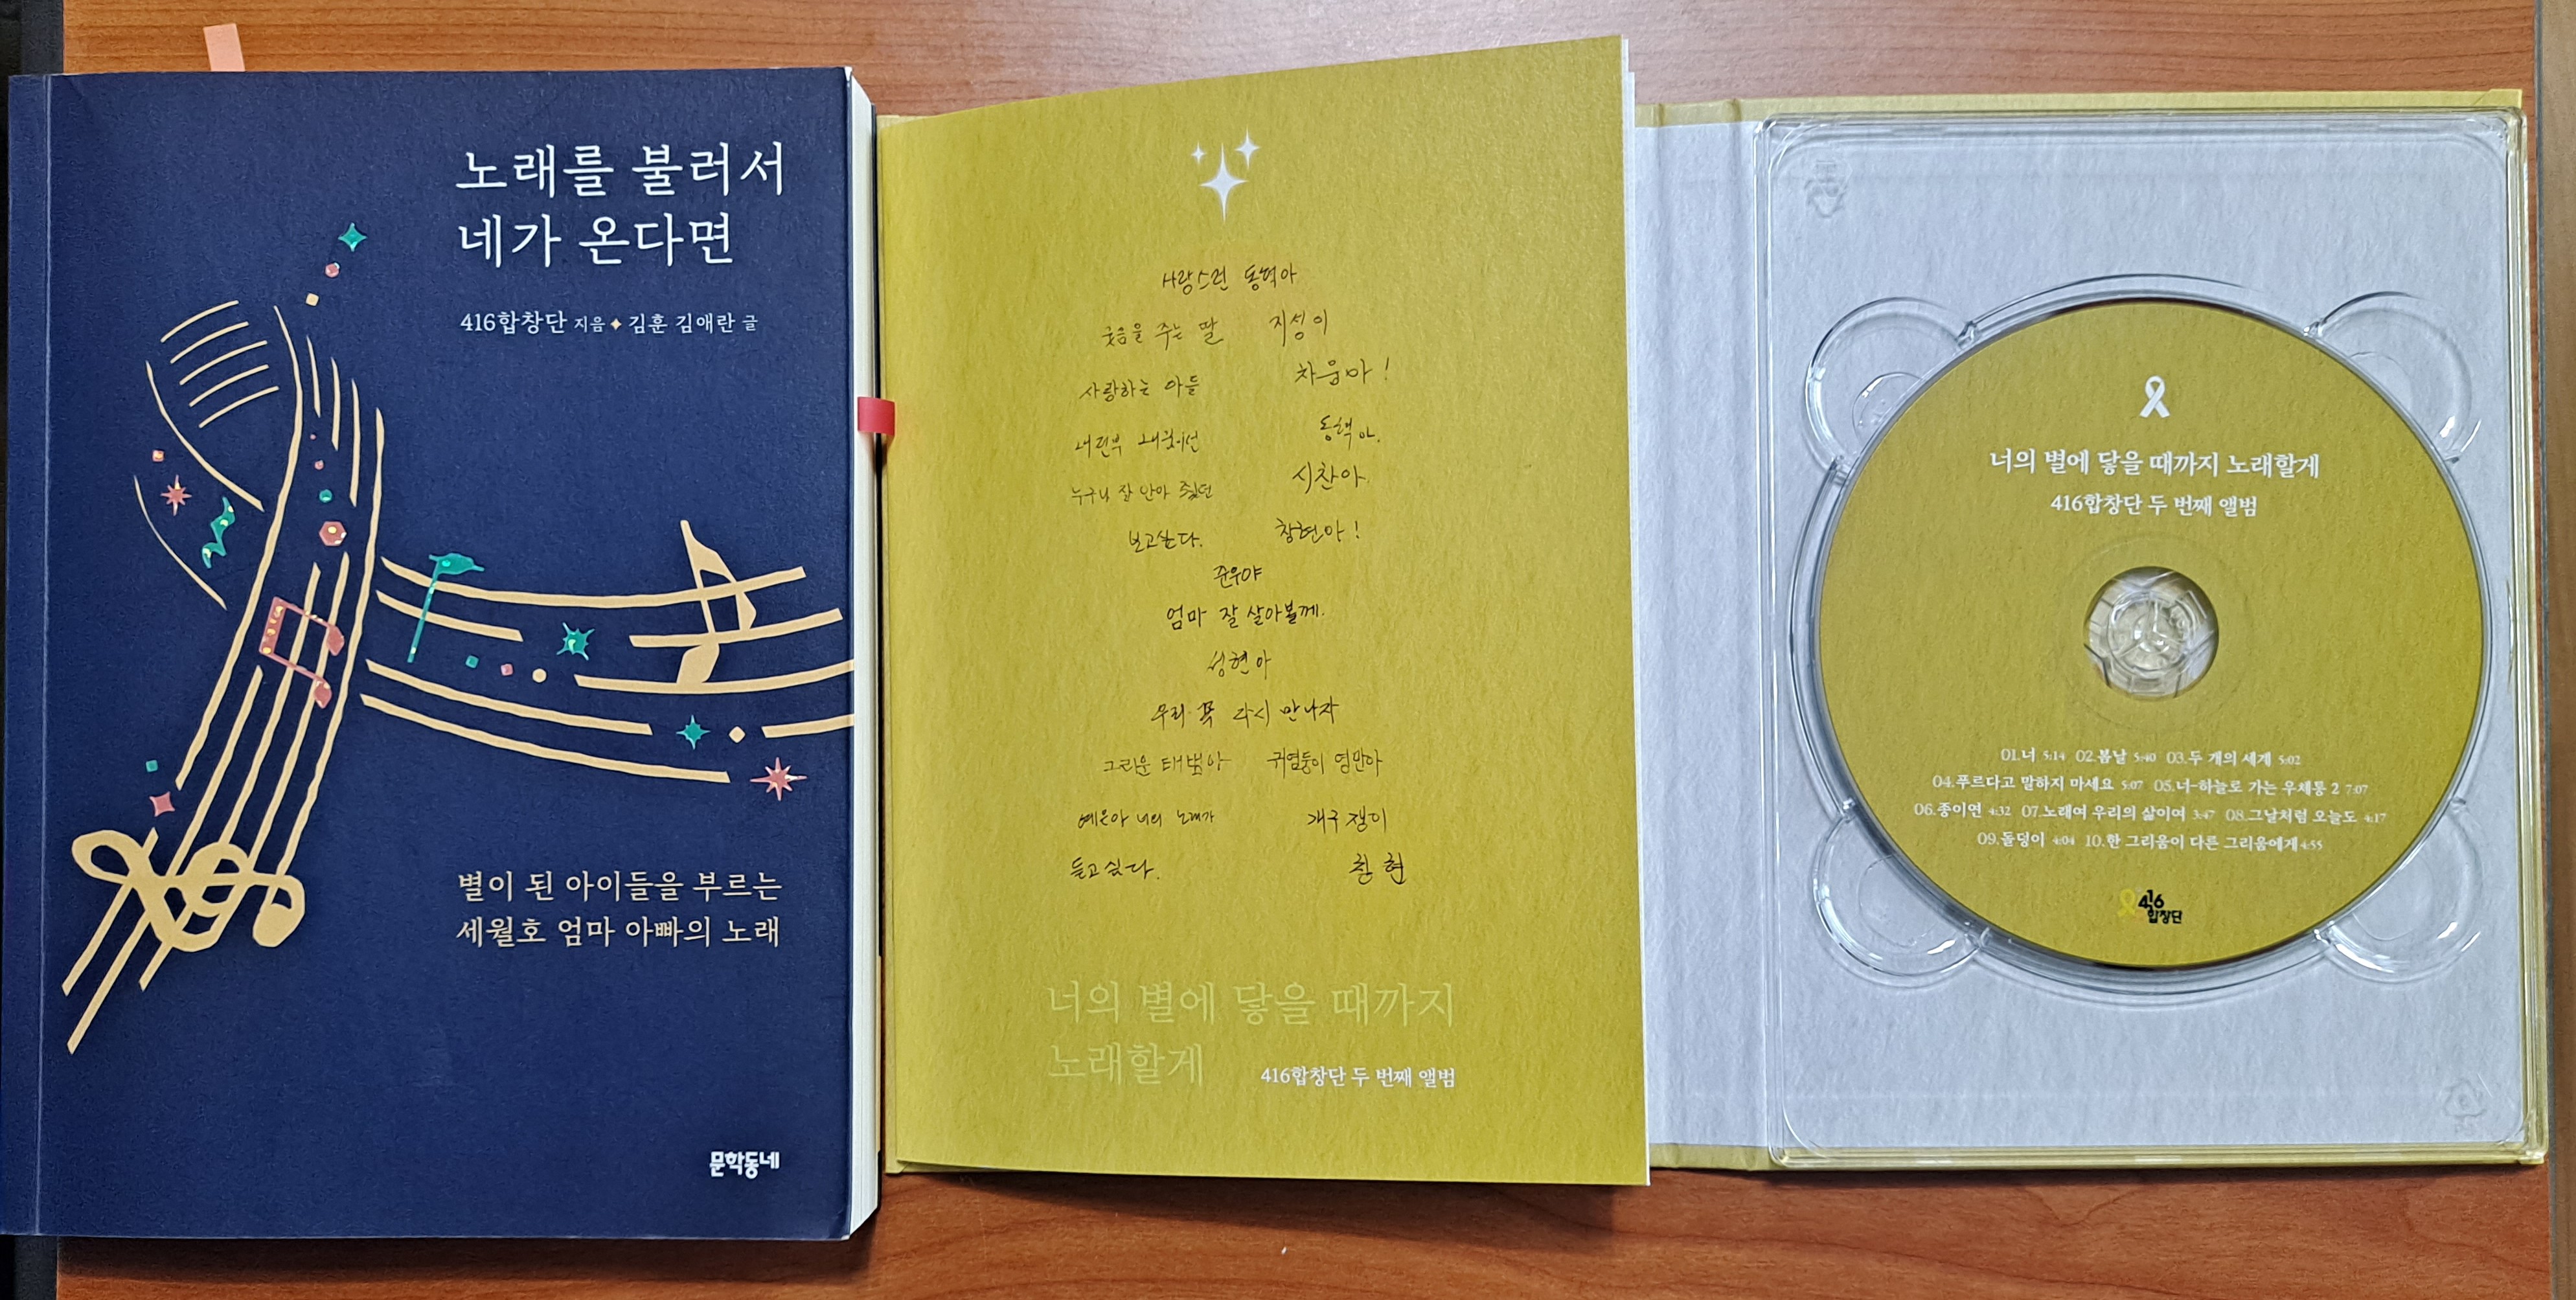 노래를 불러서
네가 온다면
416합창단 지음 ✦ 김훈 김애란 글
별이 된 아이들을 부르는
세월호 엄마 아빠의 노래
문학동네
사랑스런 동혁아
웃음을 주는 딸 지성이
사랑하는 아들 차웅아!
동혁아.
누구나 잘 안아 줬던 시찬아
보고싶다. 창현아!
준우야
엄마 잘 살아볼께.
성현아
우리 꼭 다시 만나자
그리운 태범아 귀염둥이 영만아
예은아 너의 노래가 개구쟁이
듣고싶다. 창현
너의 별에 닿을 때까지
노래할게 416합창단 두 번째 앨범
너의 별에 닿을 때까지 노래할게
416합창단 두 번째 앨범
01.너 5:14 02.봄날 5:40 03.두 개의 세계 5:02
04.푸르다고 말하지 마세요 5:07 05.너-하늘로 가는 우체통 2 7:07
06.종이연 4:32 07.노래여 우리의 삶이여 3:47 08.그날처럼 오늘도 4:17
09.돌덩이 4:04 10.한 그리움이 다른 그리움에게 4:55
416
합창단